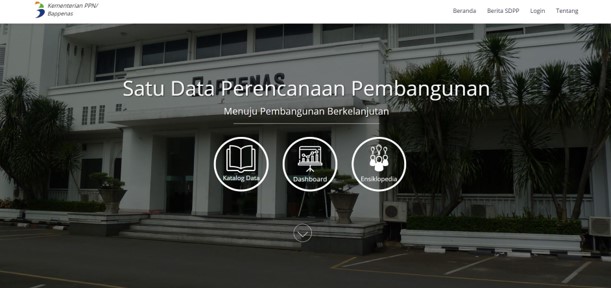 Kementerian PPN/
Bappenas
Beranda Berita SDPP Login Tentang
BAPPENAS
Satu Data Perencanaan Pembangunan
Menuju Pembangunan Berkelanjutan
Katalog Data Dashboard Ensiklopedia